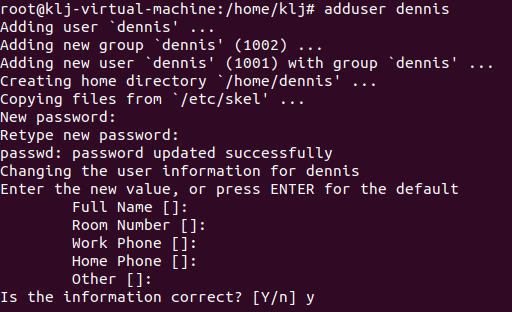 root@klj-virtual-machine:/home/klj# adduser dennis
Adding user `dennis' ...
Adding new group `dennis' (1002) ...
Adding new user `dennis' (1001) with group `dennis' ...
Creating home directory `/home/dennis' ...
Copying files from `/etc/skel' ...
New password:
Retype new password:
passwd: password updated successfully
Changing the user information for dennis
Enter the new value, or press ENTER for the default
        Full Name []:
        Room Number []:
        Work Phone []:
        Home Phone []:
        Other []:
Is the information correct? [Y/n] y